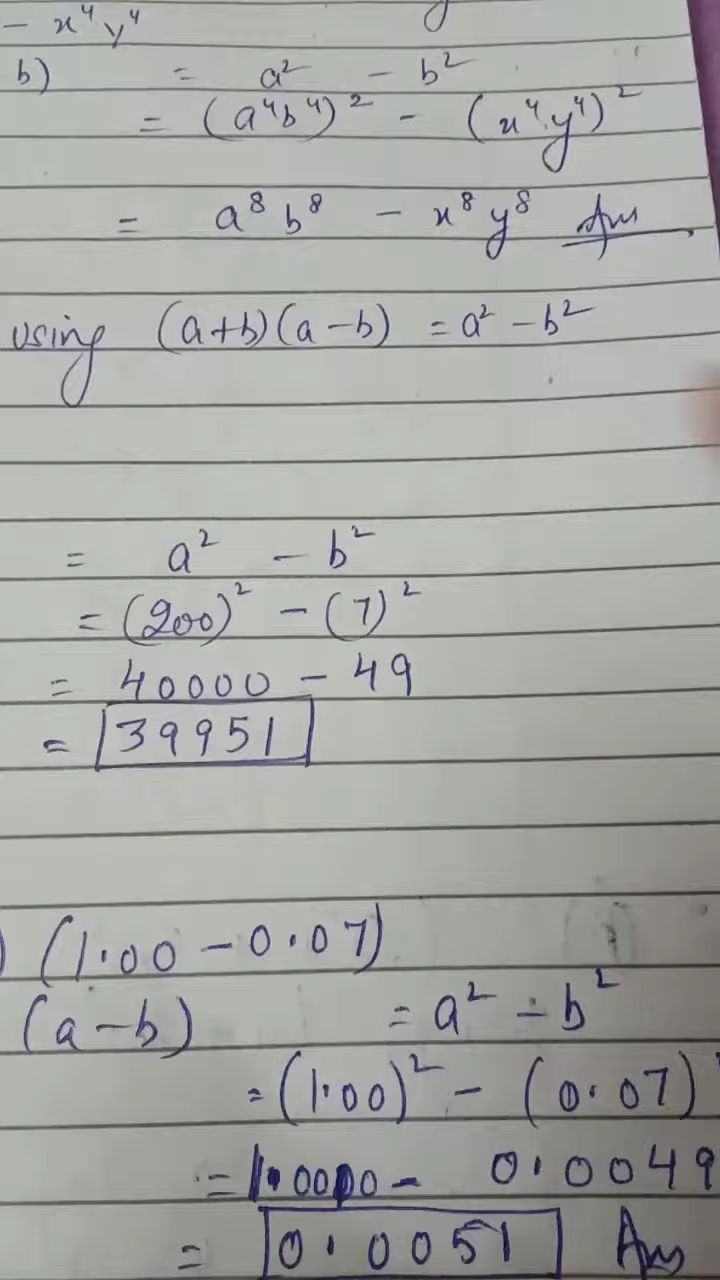 - x⁴y⁴
b) = a² - b²
= (a⁴b⁴)² - (x⁴y⁴)²
= a⁸b⁸ - x⁸y⁸ Ans
using (a+b)(a-b) = a² - b²
= a² - b²
= (200)² - (7)²
= 40000 - 49
= 39951
) (1.00 - 0.07)
(a-b) = a² - b²
= (1.00)² - (0.07)
= 1.0000 - 0.0049
= 0.0051 Ans